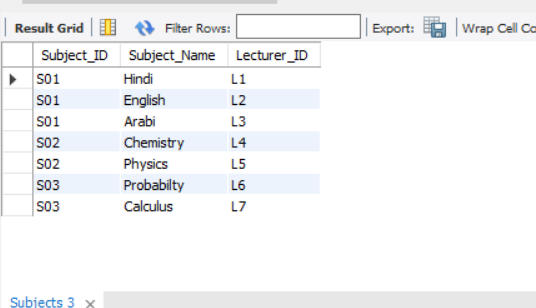 Result Grid Filter Rows: Export: Wrap Cell Co
Subject_ID Subject_Name Lecturer_ID
S01 Hindi L1
S01 English L2
S01 Arabi L3
S02 Chemistry L4
S02 Physics L5
S03 Probabilty L6
S03 Calculus L7
Subjects 3